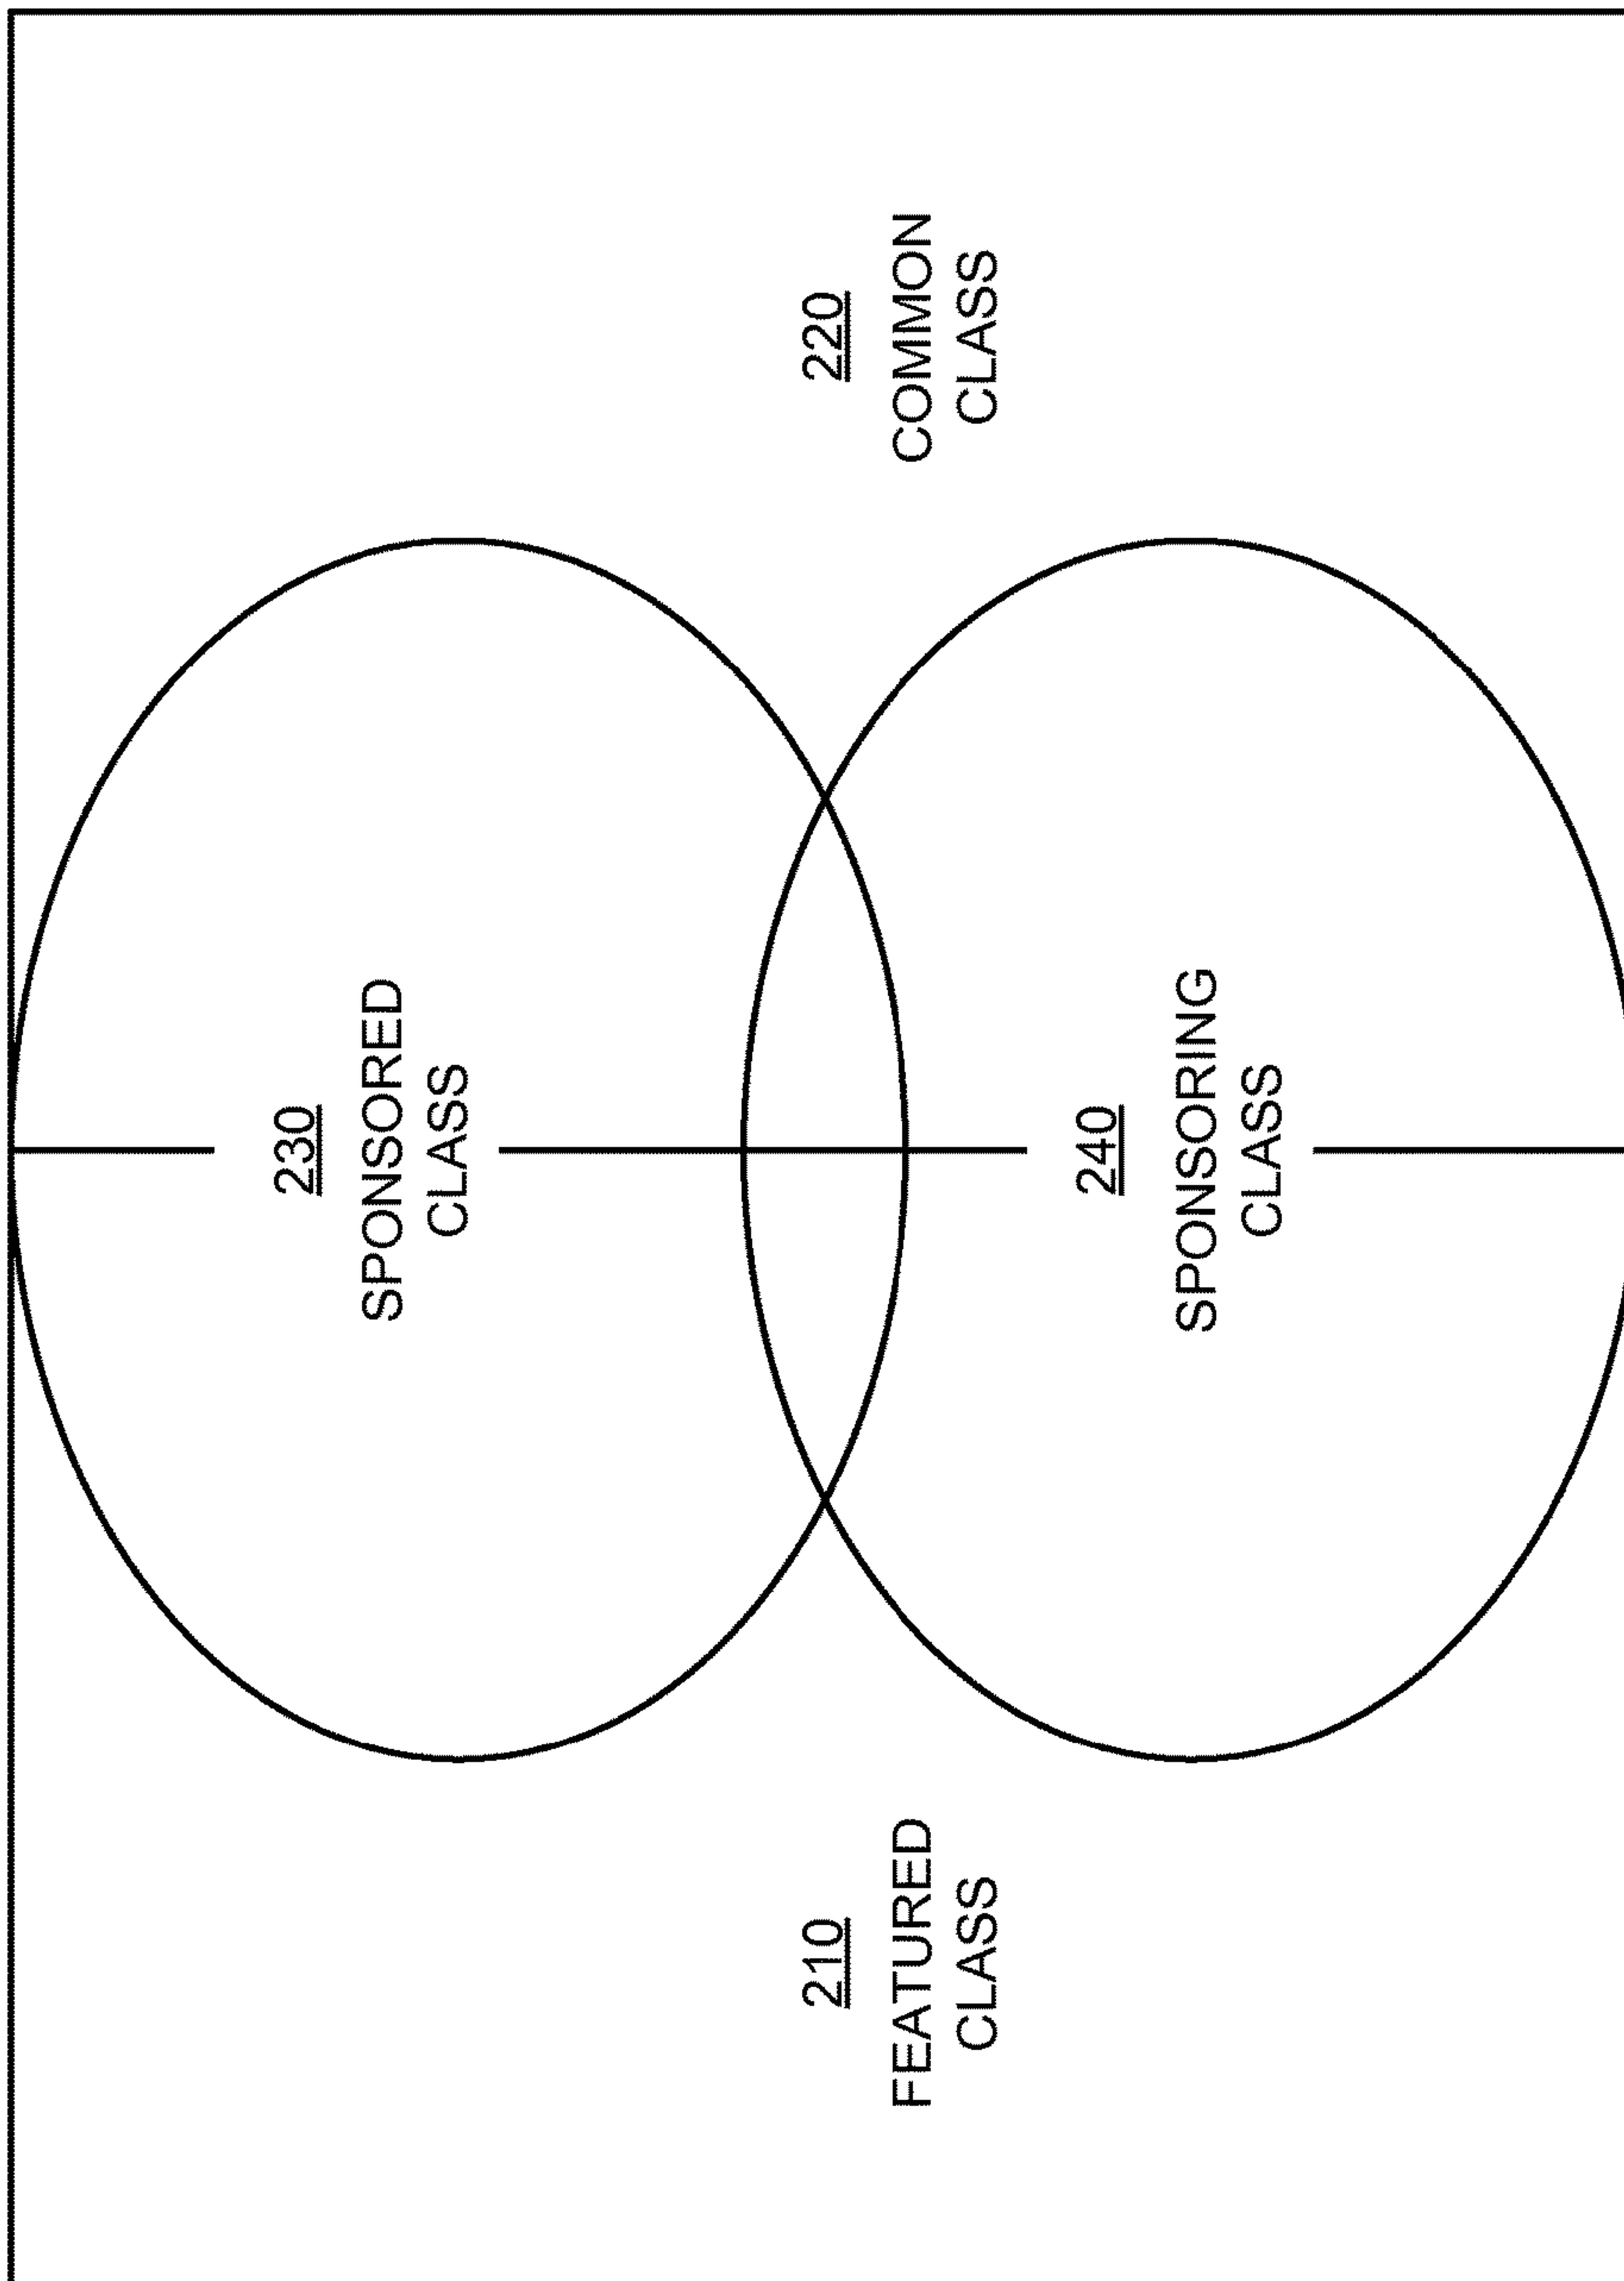 230
SPONSORED
CLASS
210
FEATURED
CLASS
220
COMMON
CLASS
240
SPONSORING
CLASS